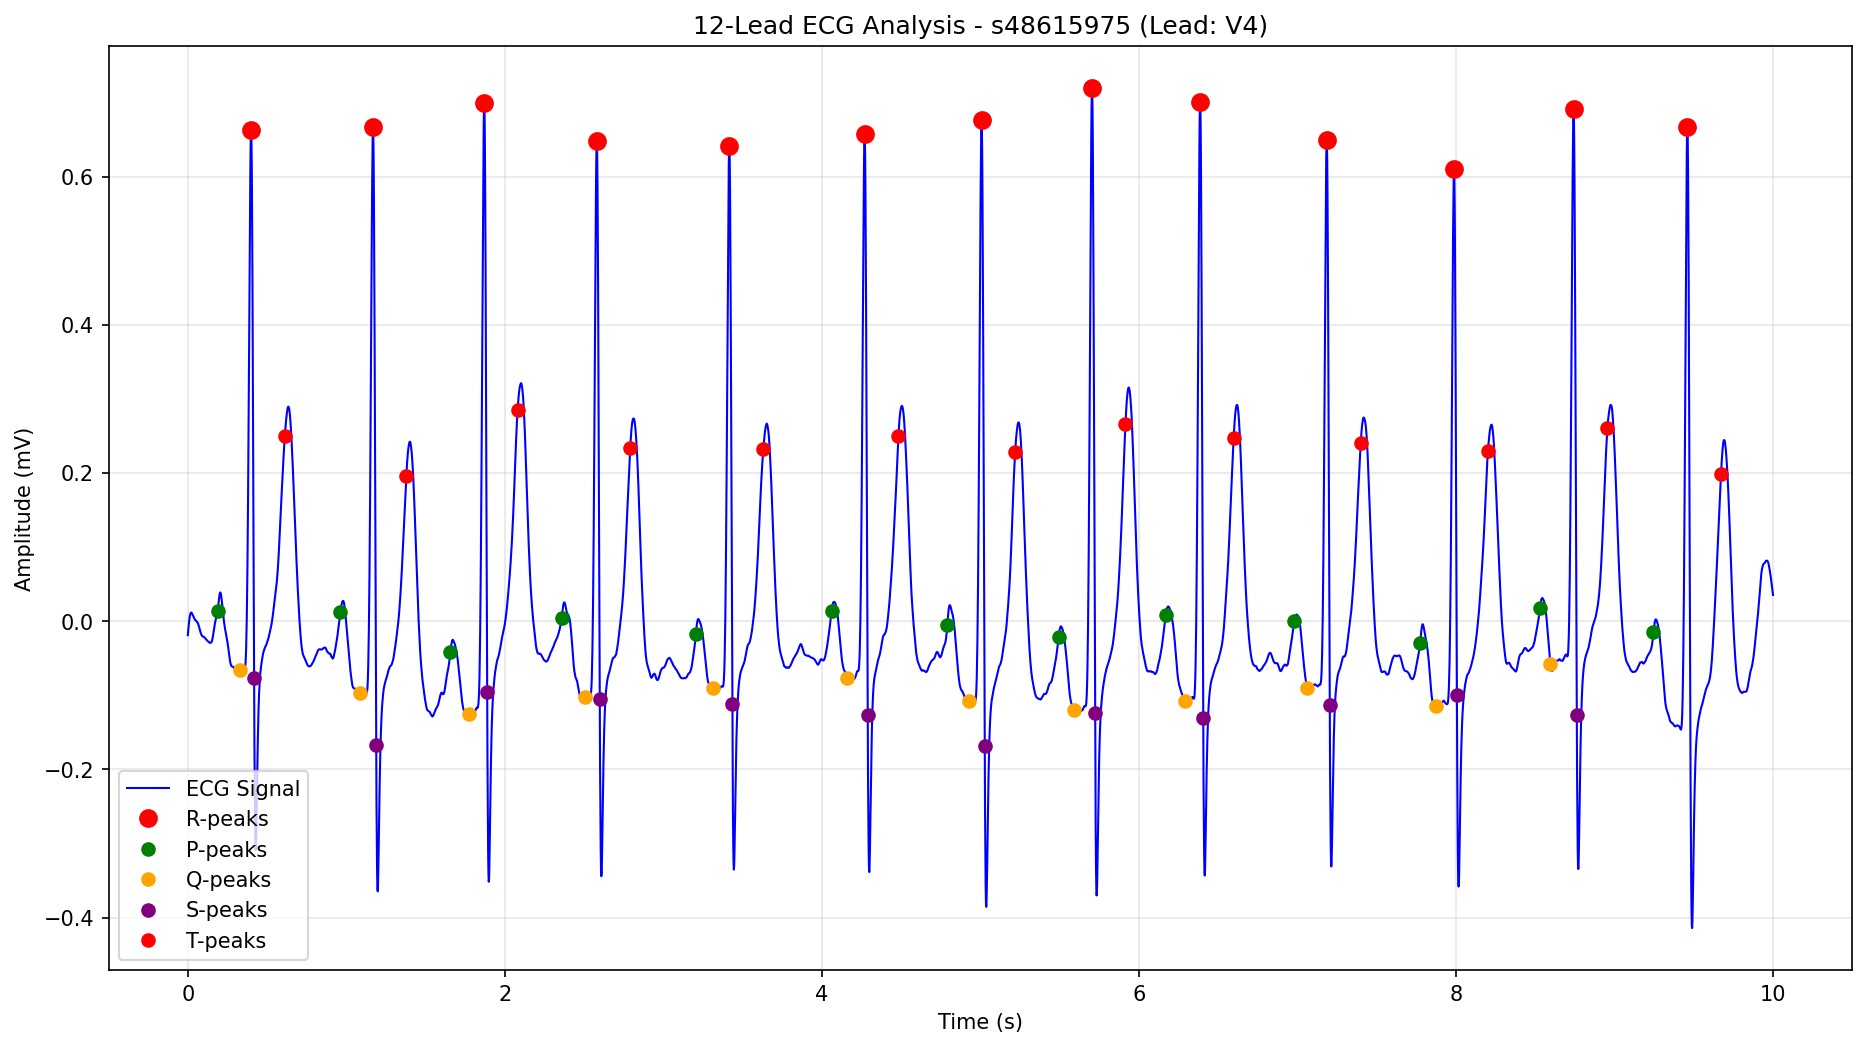 12-Lead ECG Analysis - s48615975 (Lead: V4)
Amplitude (mV)
0.6
0.4
0.2
0.0
−0.2
−0.4
ECG Signal
R-peaks
P-peaks
Q-peaks
S-peaks
T-peaks
0 2 4 6 8 10
Time (s)